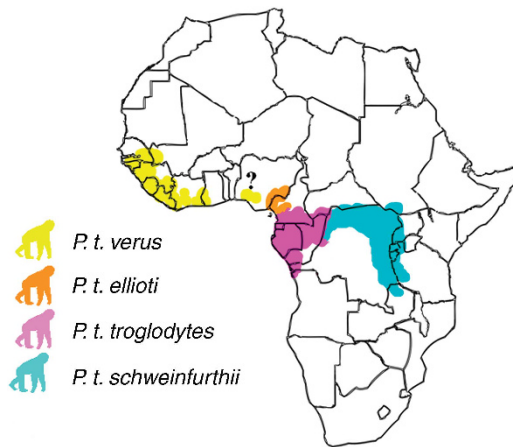 ?
P. t. verus
P. t. ellioti
P. t. troglodytes
P. t. schweinfurthii